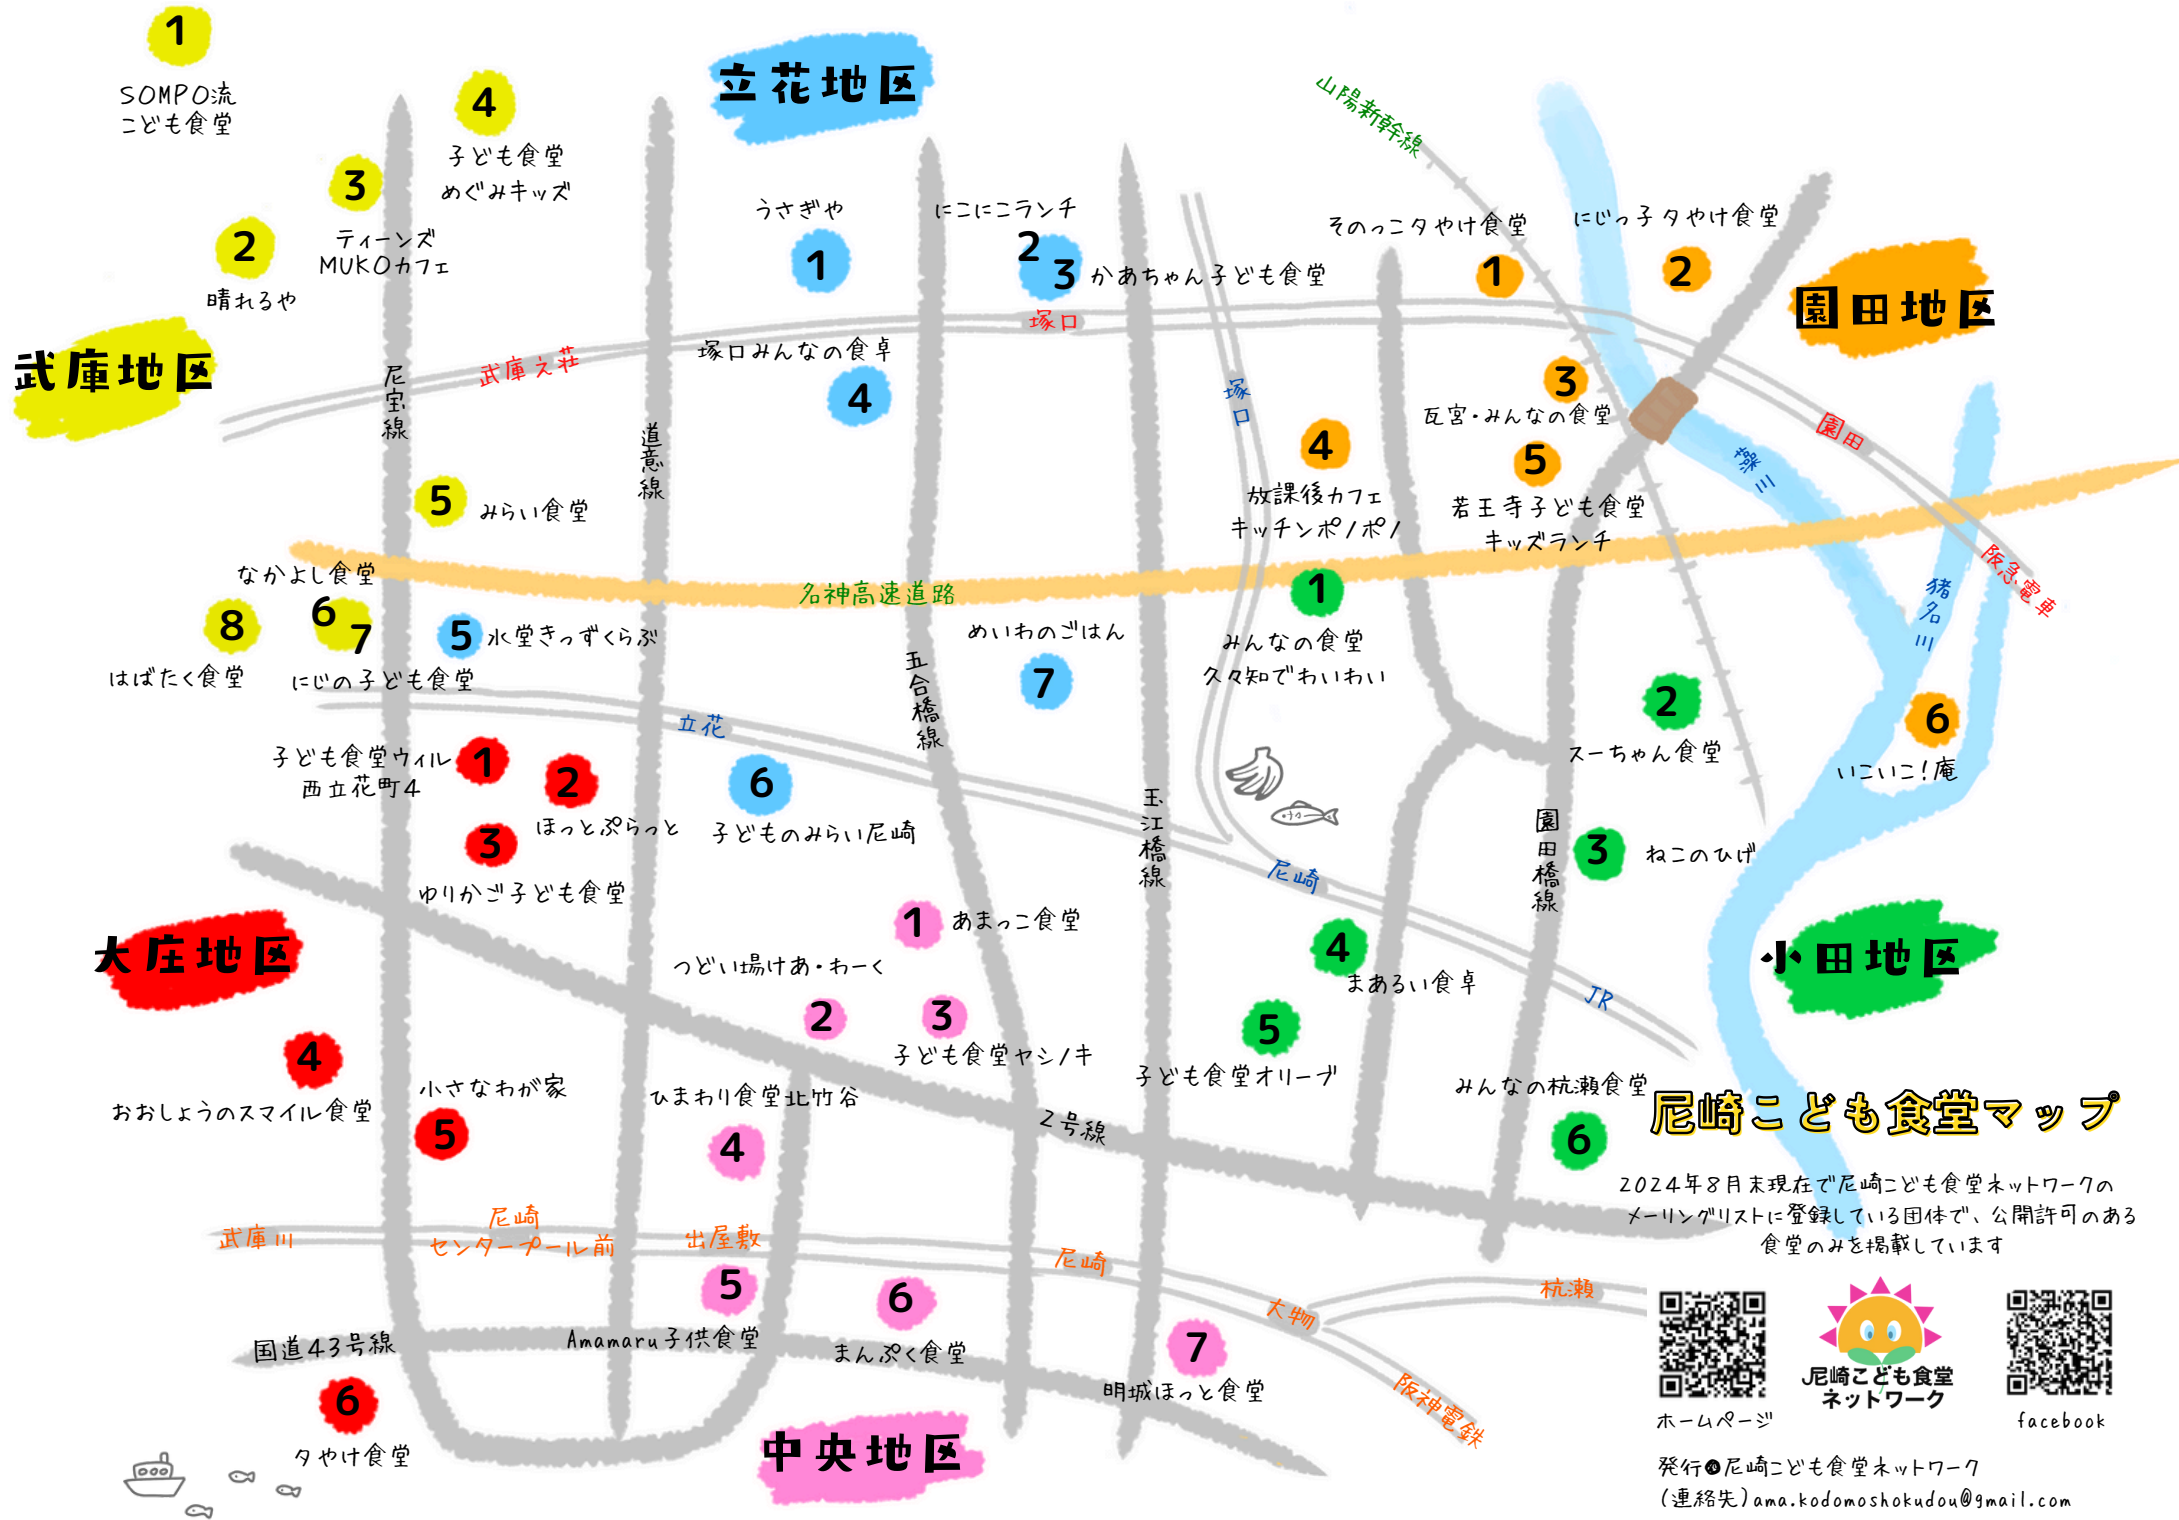 1
SOMPO流
こども食堂
4
子ども食堂
めぐみキッズ
3
ティーンズ
MUKOカフェ
2
晴れるや
武庫地区
立花地区
うさぎや
1
にこにこランチ
2
3
かあちゃん子ども食堂
塚口
武庫之荘
塚口みんなの食卓
4
尼宝線
道意線
山陽新幹線
そのっこ夕やけ食堂
1
にじっ子夕やけ食堂
2
園田地区
3
瓦宮・みんなの食堂
塚口
4
放課後カフェ
キッチンポノポノ
5
若王寺子ども食堂
キッズランチ
園田
藻川
阪急電車
猪名川
5
みらい食堂
なかよし食堂
名神高速道路
8
はばたく食堂
6
7
にじの子ども食堂
5
水堂きっずくらぶ
五合橋線
めいわのごはん
7
1
みんなの食堂
久々知でわいわい
2
スーちゃん食堂
6
いこいこ!庵
立花
子ども食堂ウィル
西立花町4
1
2
ほっとぷらっと
3
ゆりかご子ども食堂
6
子どものみらい尼崎
玉江橋線
尼崎
園田橋線
3
ねこのひげ
大庄地区
1
あまっこ食堂
つどい場けあ・わーく
2
3
子ども食堂ヤシノキ
4
まあるい食卓
小田地区
5
子ども食堂オリーブ
JR
4
おおしょうのスマイル食堂
小さなわが家
5
ひまわり食堂北竹谷
4
2号線
みんなの杭瀬食堂
6
尼崎こども食堂マップ
2024年8月末現在で尼崎こども食堂ネットワークの
メーリングリストに登録している団体で、公開許可のある
食堂のみを掲載しています
武庫川
尼崎
センタープール前
出屋敷
尼崎
大物
杭瀬
阪神電鉄
5
Amamaru子供食堂
6
まんぷく食堂
7
明城ほっと食堂
国道43号線
6
夕やけ食堂
中央地区
尼崎こども食堂
ネットワーク
ホームページ
facebook
発行●尼崎こども食堂ネットワーク
(連絡先)ama.kodomoshokudou@gmail.com